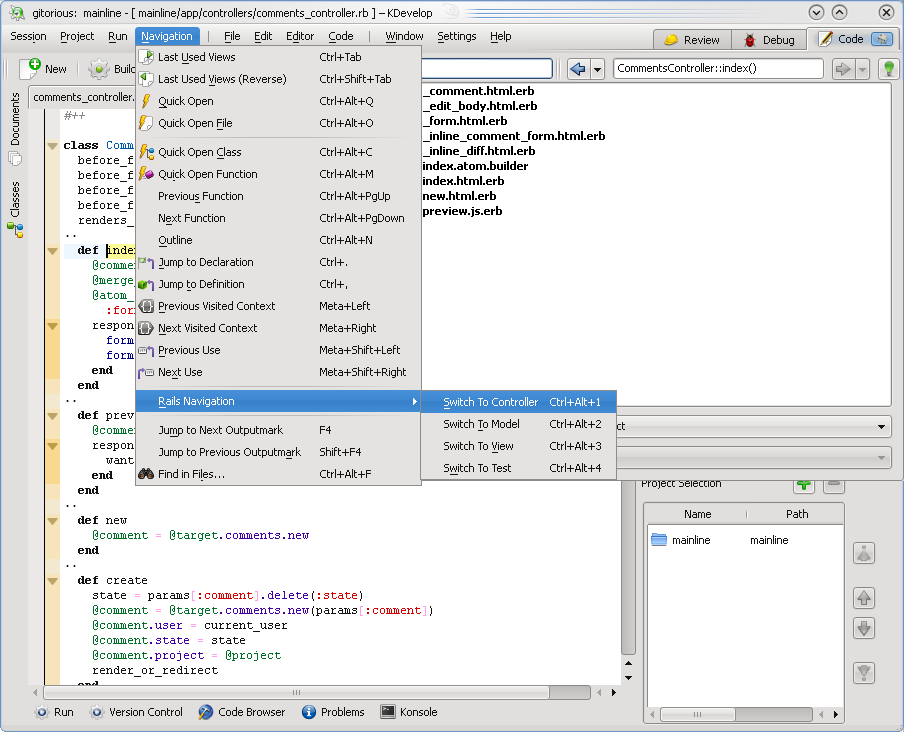 gitorious: mainline - [ mainline/app/controllers/comments_controller.rb ] – KDevelop
Session Project Run Navigation File Edit Editor Code Window Settings Help
Review Debug Code
New
CommentsController::index()
comments_controller.
Documents
Classes
Last Used Views Ctrl+Tab
Last Used Views (Reverse) Ctrl+Shift+Tab
Quick Open Ctrl+Alt+Q
Quick Open File Ctrl+Alt+O
Quick Open Class Ctrl+Alt+C
Quick Open Function Ctrl+Alt+M
Previous Function Ctrl+Alt+PgUp
Next Function Ctrl+Alt+PgDown
Outline Ctrl+Alt+N
Jump to Declaration Ctrl+.
Jump to Definition Ctrl+,
Previous Visited Context Meta+Left
Next Visited Context Meta+Right
Previous Use Meta+Shift+Left
Next Use Meta+Shift+Right
Rails Navigation
Jump to Next Outputmark F4
Jump to Previous Outputmark Shift+F4
Find in Files... Ctrl+Alt+F
Switch To Controller Ctrl+Alt+1
Switch To Model Ctrl+Alt+2
Switch To View Ctrl+Alt+3
Switch To Test Ctrl+Alt+4
_comment.html.erb
_edit_body.html.erb
_form.html.erb
_inline_comment_form.html.erb
_inline_diff.html.erb
index.atom.builder
index.html.erb
new.html.erb
preview.js.erb
#++
class Comm
before_f
before_f
before_f
before_f
renders_
..
def inde
@comme
@merge_
@atom_
:for
respon
form
form
end
end
..
def prev
@comme
respon
want
end
end
..
def new
@comment = @target.comments.new
end
..
def create
state = params[:comment].delete(:state)
@comment = @target.comments.new(params[:comment])
@comment.user = current_user
@comment.state = state
@comment.project = @project
render_or_redirect
end
ct
Project Selection
Name Path
mainline mainline
Run Version Control Code Browser Problems Konsole